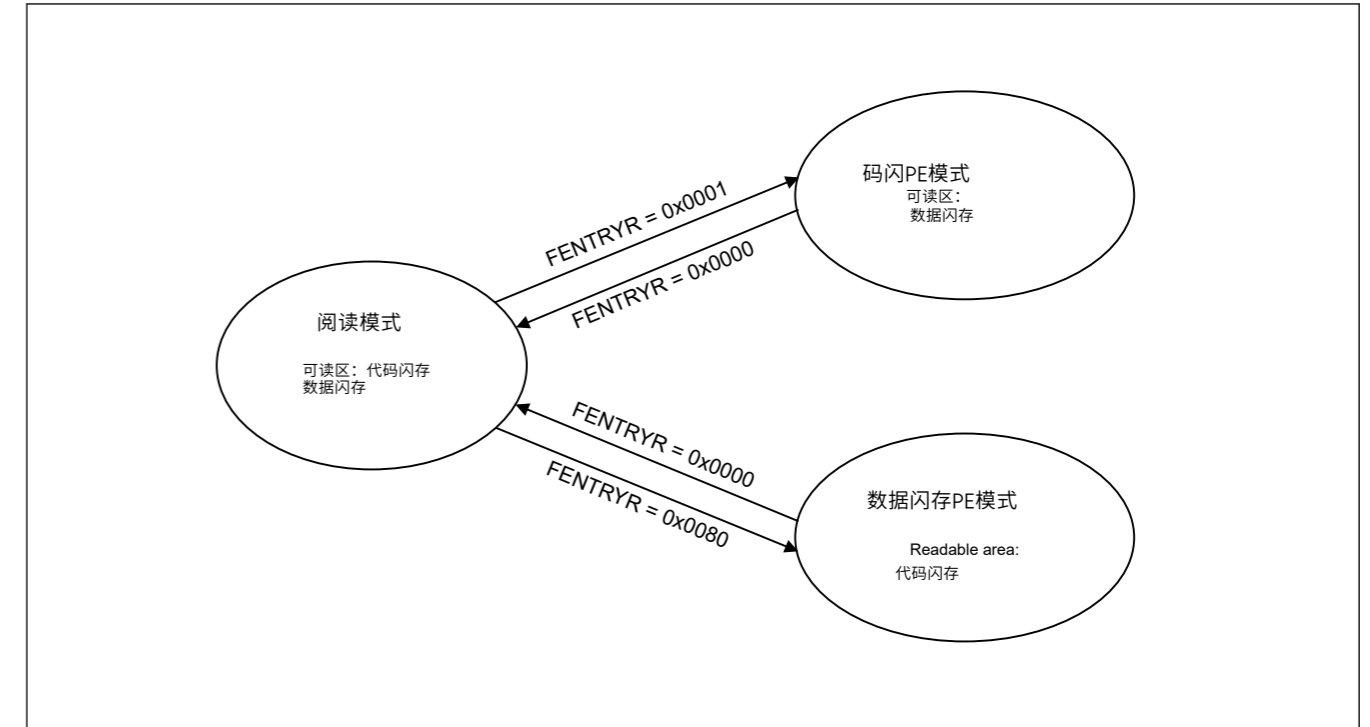 码闪PE模式
可读区：
数据闪存
FENTRYR = 0x0001
FENTRYR = 0x0000
阅读模式
可读区：代码闪存
数据闪存
FENTRYR = 0x0000
FENTRYR = 0x0080
数据闪存PE模式
Readable area:
代码闪存